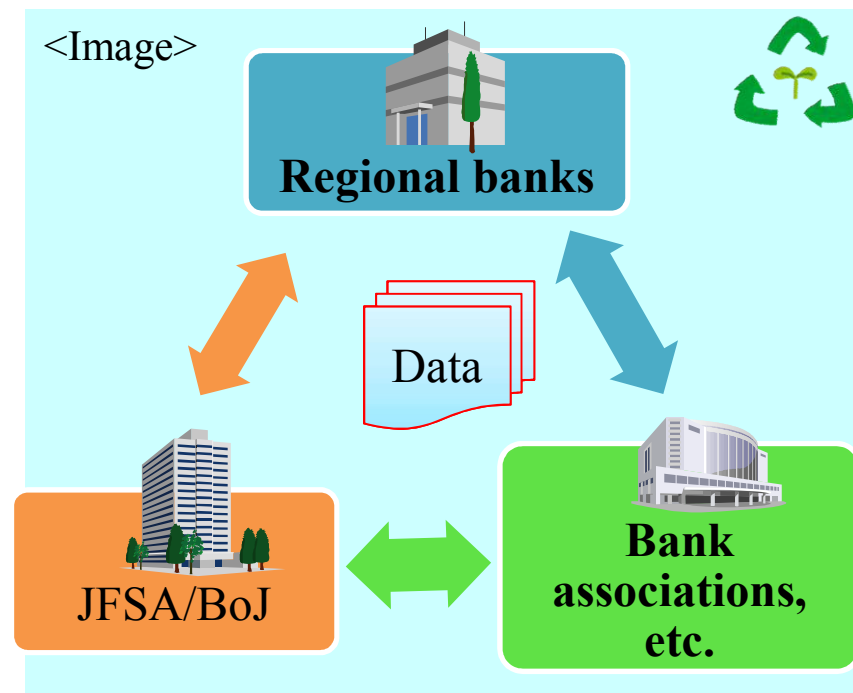 <Image>
Regional banks
Data
JFSA/BoJ
Bank
associations,
etc.